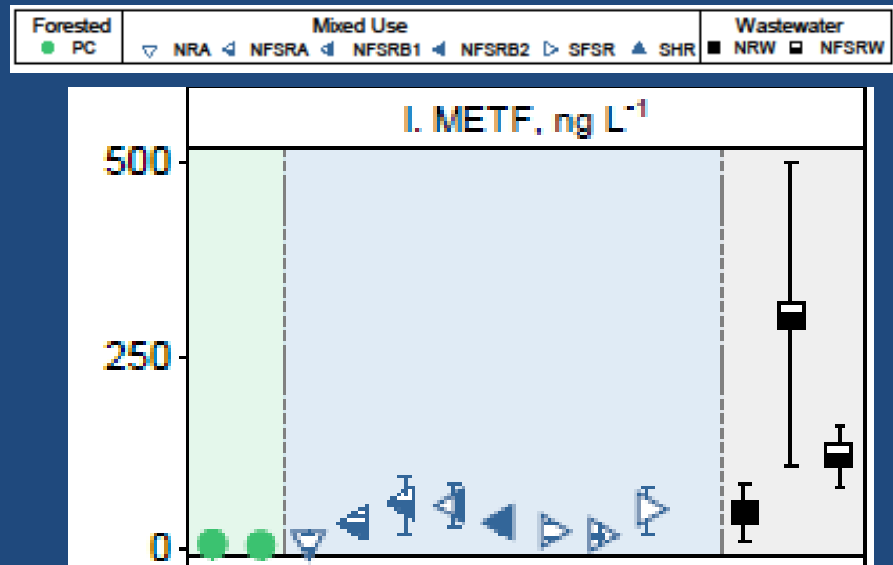 Forested Mixed Use Wastewater
PC NRA NFSRA NFSRB1 NFSRB2 SFSR SHR NRW NFSRW
I. METF, ng L⁻¹
500
250
0